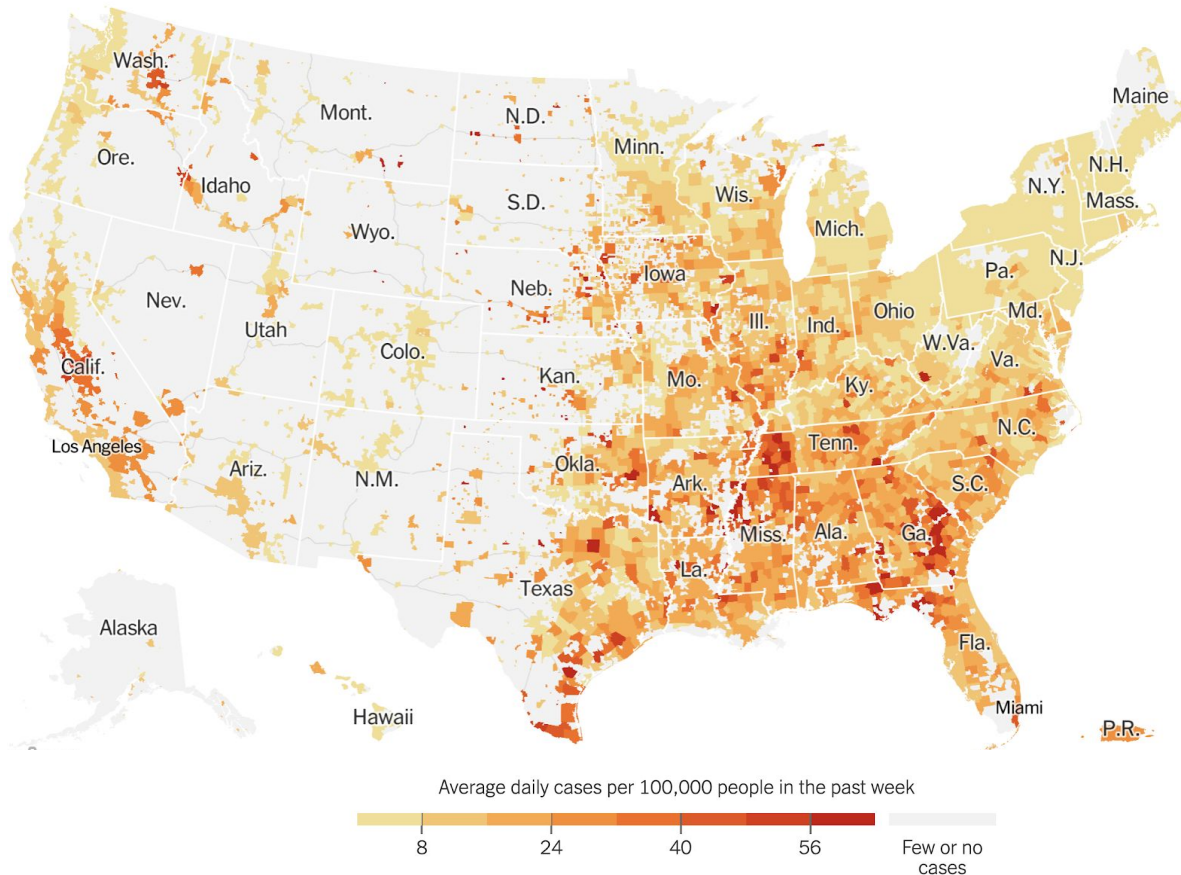 Wash.
Maine
Mont.
N.D.
Minn.
Ore.
N.H.
Idaho
Wis.
N.Y.
S.D.
Mass.
Wyo.
Mich.
N.J.
Iowa
Pa.
Neb.
Nev.
Ohio
Md.
Ill.
Ind.
Utah
W.Va.
Colo.
Va.
Calif.
Kan.
Mo.
Ky.
N.C.
Los Angeles
Tenn.
Okla.
Ariz.
N.M.
Ark.
S.C.
Miss.
Ala.
Ga.
La.
Texas
Alaska
Fla.
Miami
Hawaii
P.R.
Average daily cases per 100,000 people in the past week
8 24 40 56 Few or no
cases